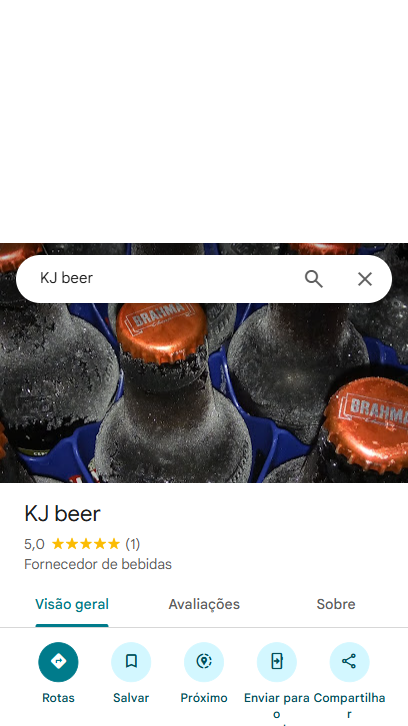 KJ beer
BRAHMA
BRAHMA
KJ beer
5,0 (1)
Fornecedor de bebidas
Visão geral Avaliações Sobre
Rotas Salvar Próximo Enviar para o Compartilhar